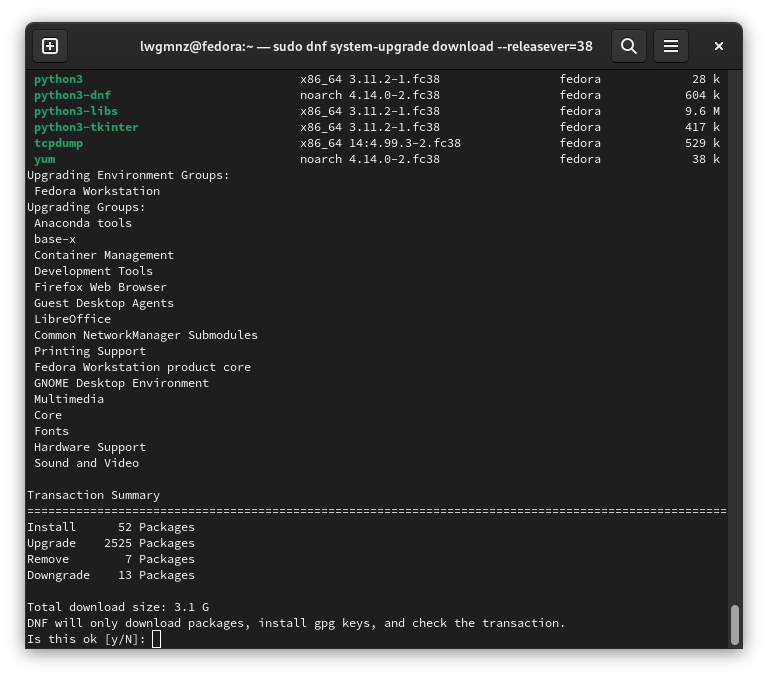 lwgmnz@fedora:~ — sudo dnf system-upgrade download --releasever=38
python3 x86_64 3.11.2-1.fc38 fedora 28 k
python3-dnf noarch 4.14.0-2.fc38 fedora 604 k
python3-libs x86_64 3.11.2-1.fc38 fedora 9.6 M
python3-tkinter x86_64 3.11.2-1.fc38 fedora 417 k
tcpdump x86_64 14:4.99.3-2.fc38 fedora 529 k
yum noarch 4.14.0-2.fc38 fedora 38 k
Upgrading Environment Groups:
Fedora Workstation
Upgrading Groups:
Anaconda tools
base-x
Container Management
Development Tools
Firefox Web Browser
Guest Desktop Agents
LibreOffice
Common NetworkManager Submodules
Printing Support
Fedora Workstation product core
GNOME Desktop Environment
Multimedia
Core
Fonts
Hardware Support
Sound and Video
Transaction Summary
====================================================================================================
Install 52 Packages
Upgrade 2525 Packages
Remove 7 Packages
Downgrade 13 Packages
Total download size: 3.1 G
DNF will only download packages, install gpg keys, and check the transaction.
Is this ok [y/N]: